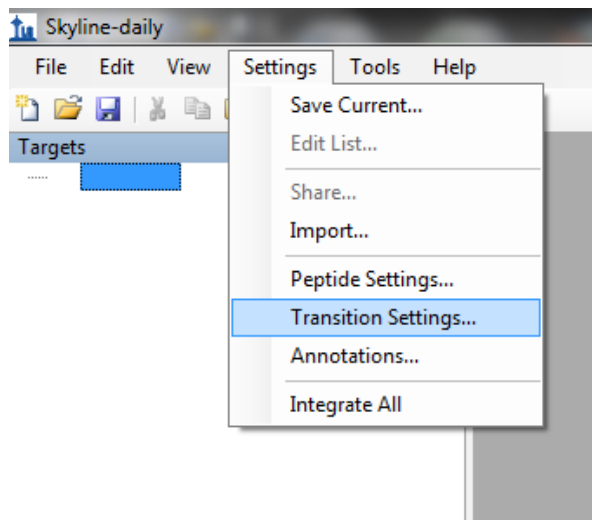 Skyline-daily
File Edit View Settings Tools Help
Targets
Save Current...
Edit List...
Share...
Import...
Peptide Settings...
Transition Settings...
Annotations...
Integrate All